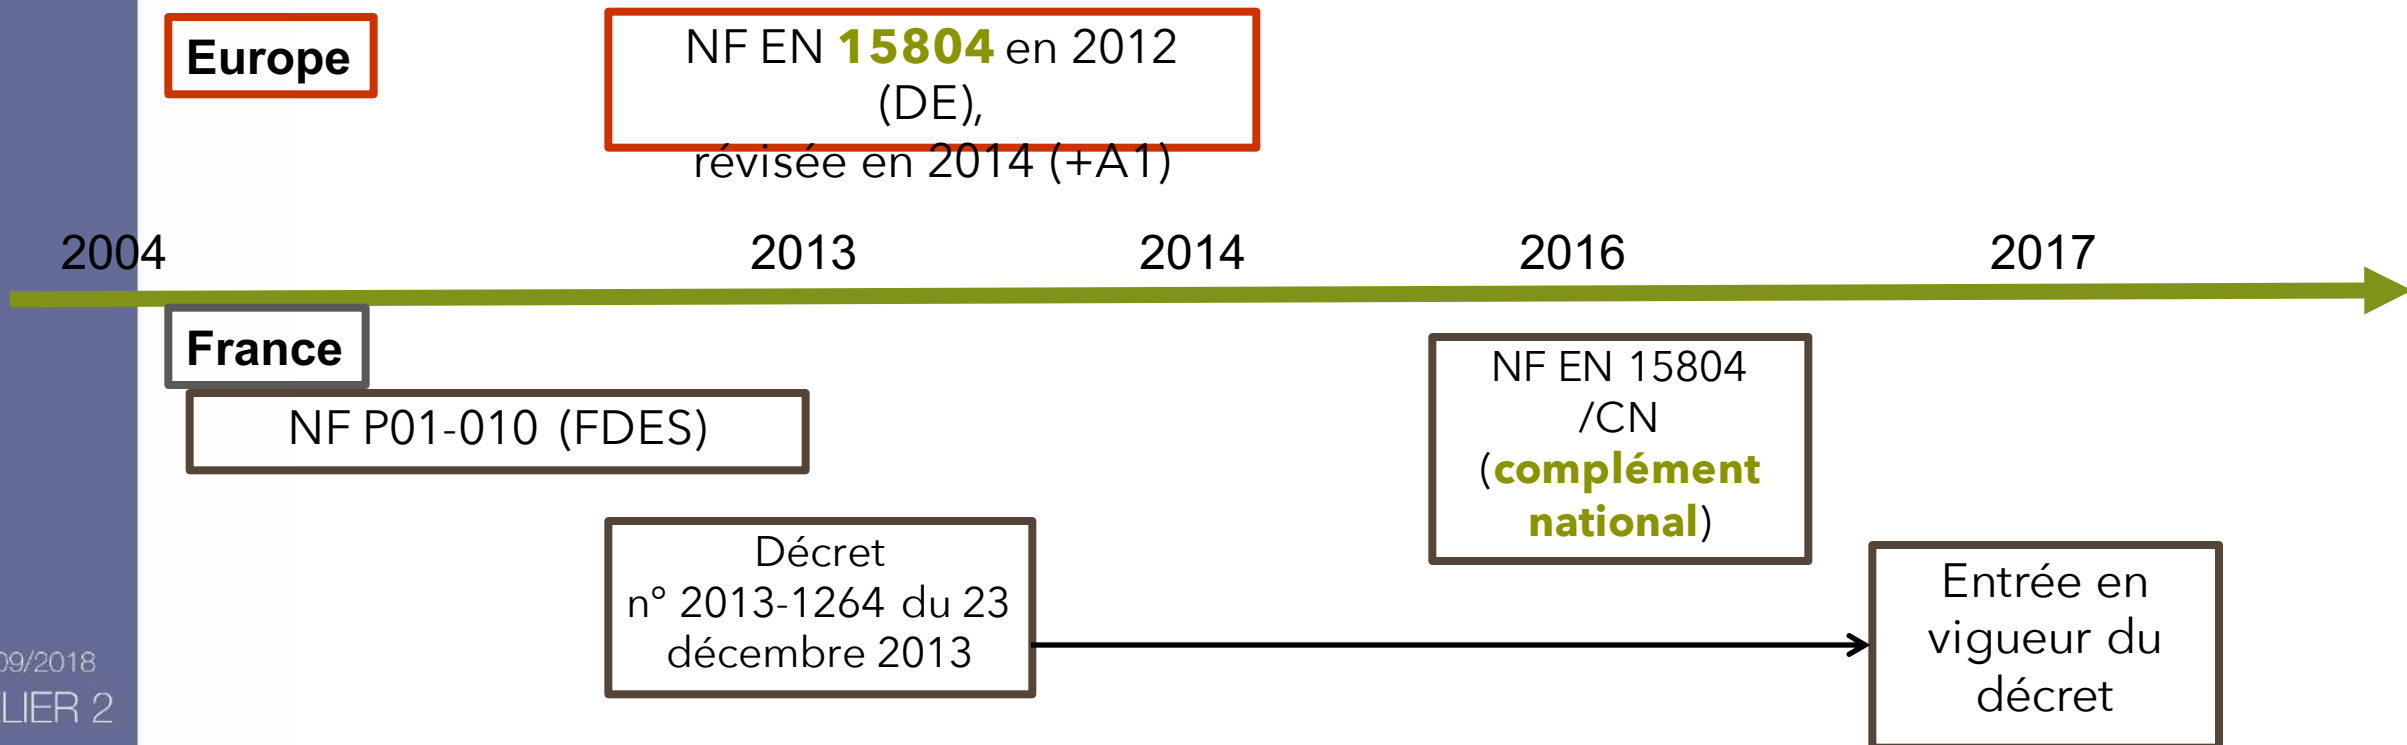 Europe
NF EN 15804 en 2012
(DE),
révisée en 2014 (+A1)
2004
2013
2014
2016
2017
France
NF P01-010 (FDES)
NF EN 15804
/CN
(complément
national)
Décret
n° 2013-1264 du 23
décembre 2013
Entrée en
vigueur du
décret
09/2018
LIER 2